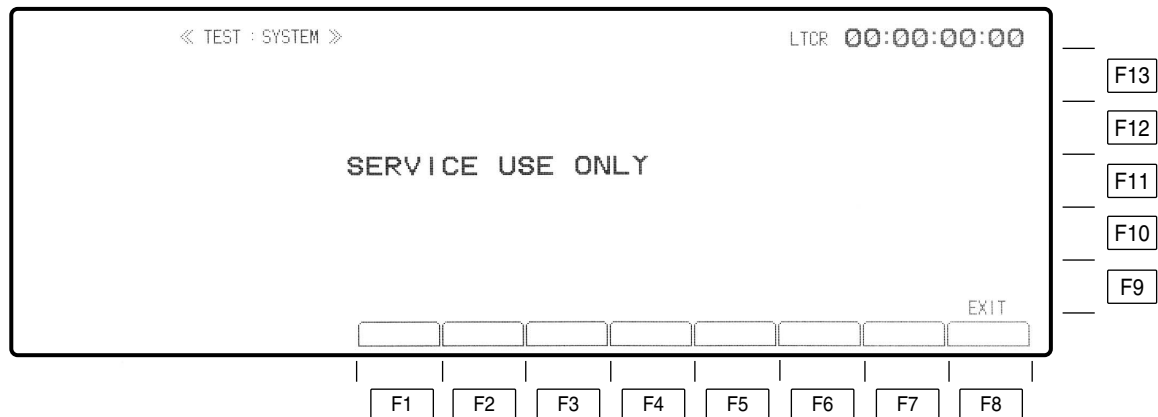 ≪ TEST : SYSTEM ≫ LTCR 00:00:00:00
F13
F12
SERVICE USE ONLY
F11
F10
F9
EXIT
F1 F2 F3 F4 F5 F6 F7 F8